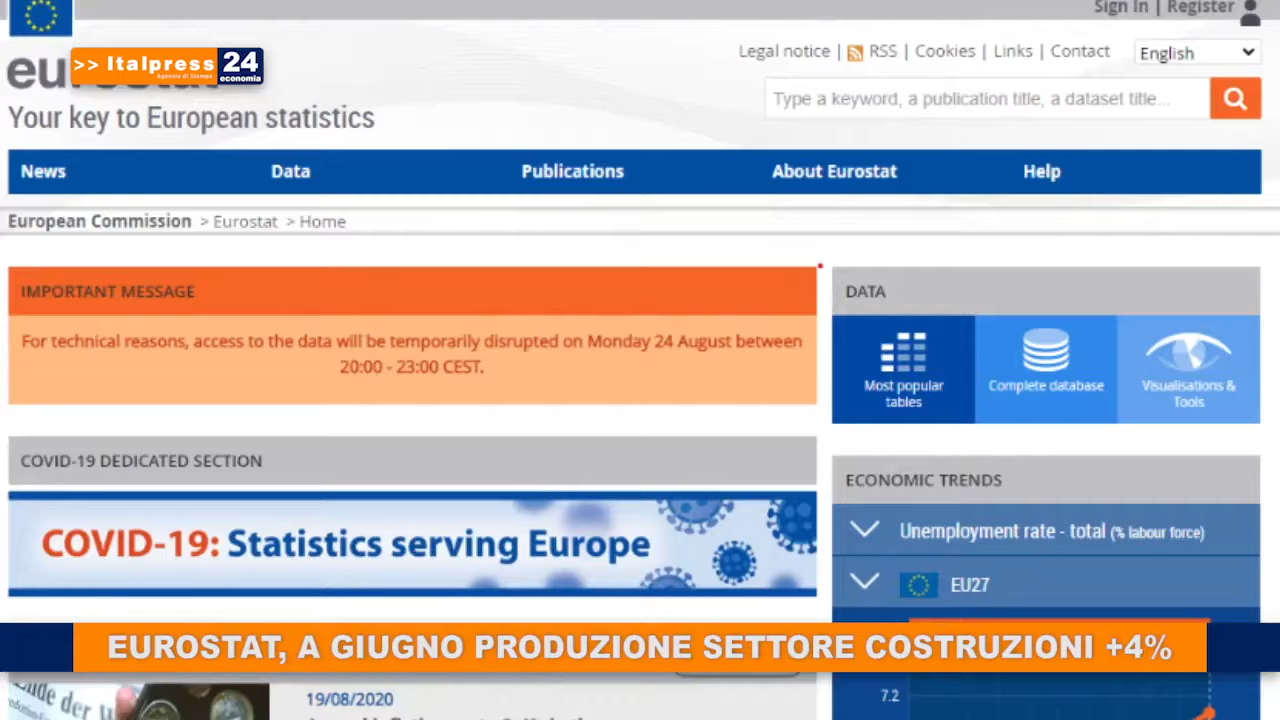 Sign In | Register
>> Italpress 24
Agenzia di Stampa economia
Legal notice | RSS | Cookies | Links | Contact
English
Your key to European statistics
Type a keyword, a publication title, a dataset title...
News Data Publications About Eurostat Help
European Commission > Eurostat > Home
IMPORTANT MESSAGE
For technical reasons, access to the data will be temporarily disrupted on Monday 24 August between
20:00 - 23:00 CEST.
DATA
Most popular
tables
Complete database
Visualisations &
Tools
COVID-19 DEDICATED SECTION
COVID-19: Statistics serving Europe
ECONOMIC TRENDS
Unemployment rate - total (% labour force)
EU27
EUROSTAT, A GIUGNO PRODUZIONE SETTORE COSTRUZIONI +4%
19/08/2020
7.2